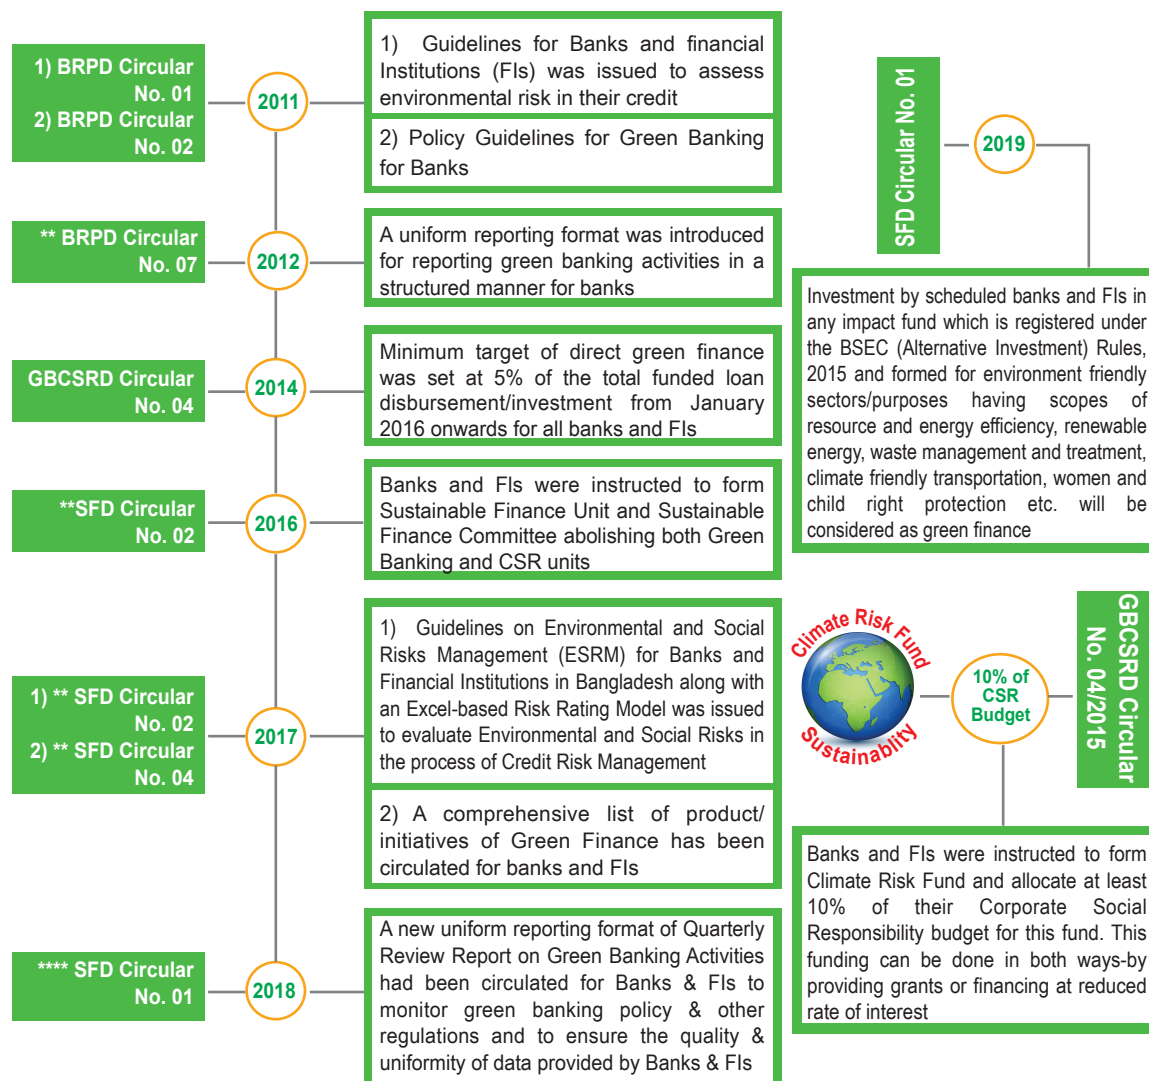 1) BRPD Circular
No. 01
2) BRPD Circular
No. 02
2011
1) Guidelines for Banks and financial
Institutions (FIs) was issued to assess
environmental risk in their credit
2) Policy Guidelines for Green Banking
for Banks
** BRPD Circular
No. 07
2012
A uniform reporting format was introduced
for reporting green banking activities in a
structured manner for banks
GBCSRD Circular
No. 04
2014
Minimum target of direct green finance
was set at 5% of the total funded loan
disbursement/investment from January
2016 onwards for all banks and FIs
**SFD Circular
No. 02
2016
Banks and FIs were instructed to form
Sustainable Finance Unit and Sustainable
Finance Committee abolishing both Green
Banking and CSR units
1) ** SFD Circular
No. 02
2) ** SFD Circular
No. 04
2017
1) Guidelines on Environmental and Social
Risks Management (ESRM) for Banks and
Financial Institutions in Bangladesh along with
an Excel-based Risk Rating Model was issued
to evaluate Environmental and Social Risks in
the process of Credit Risk Management
2) A comprehensive list of product/
initiatives of Green Finance has been
circulated for banks and FIs
**** SFD Circular
No. 01
2018
A new uniform reporting format of Quarterly
Review Report on Green Banking Activities
had been circulated for Banks & FIs to
monitor green banking policy & other
regulations and to ensure the quality &
uniformity of data provided by Banks & FIs
SFD Circular No. 01
2019
Investment by scheduled banks and FIs in
any impact fund which is registered under
the BSEC (Alternative Investment) Rules,
2015 and formed for environment friendly
sectors/purposes having scopes of
resource and energy efficiency, renewable
energy, waste management and treatment,
climate friendly transportation, women and
child right protection etc. will be
considered as green finance
Climate Risk Fund
Sustainablity
10% of
CSR
Budget
GBCSRD Circular
No. 04/2015
Banks and FIs were instructed to form
Climate Risk Fund and allocate at least
10% of their Corporate Social
Responsibility budget for this fund. This
funding can be done in both ways-by
providing grants or financing at reduced
rate of interest